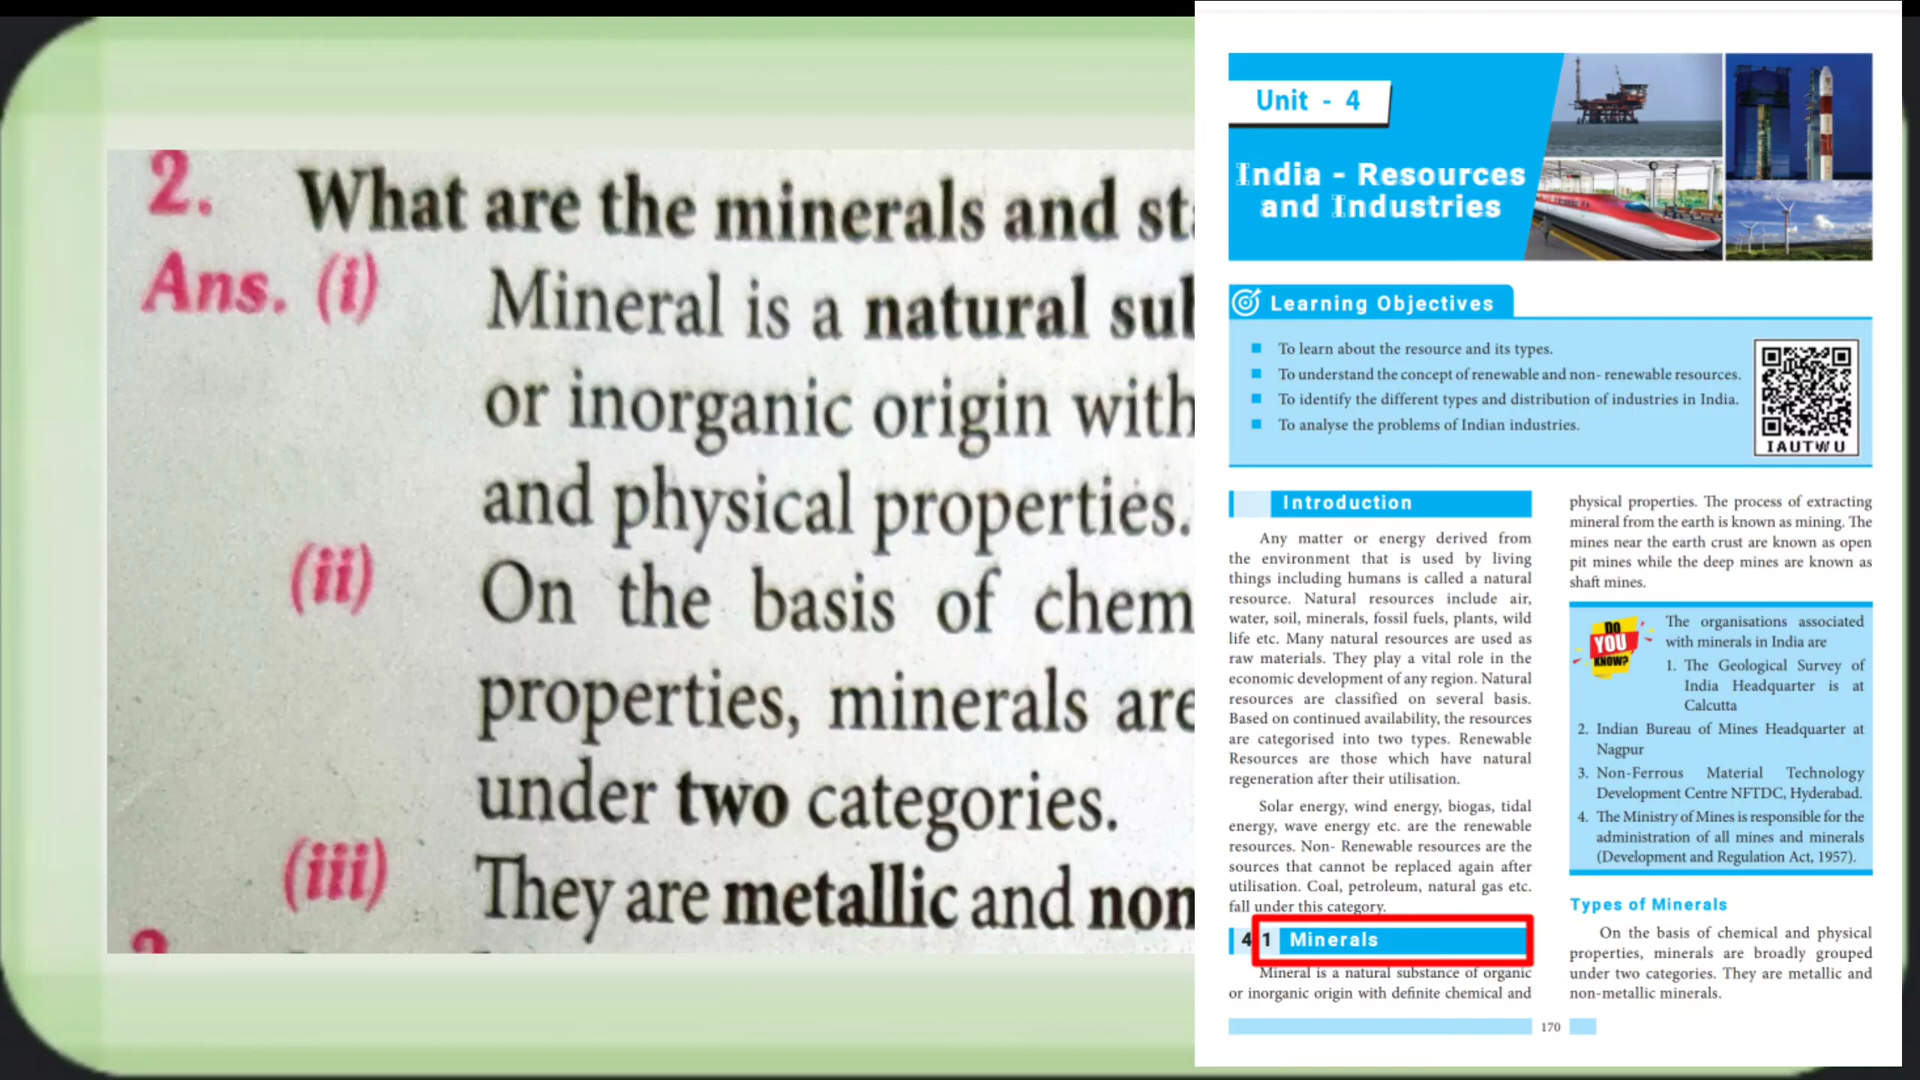 2. What are the minerals and
Ans. (i) Mineral is a natural
or inorganic origin with
and physical properties.
(ii) On the basis of
properties, minerals are
under two categories.
(iii) They are metallic and
Unit - 4
India - Resources
and Industries
Learning Objectives
To learn about the resource and its types.
To understand the concept of renewable and non- renewable resources.
To identify the different types and distribution of industries in India.
To analyse the problems of Indian industries.
IAUTWU
Introduction
Any matter or energy derived from
the environment that is used by living
things including humans is called a natural
resource. Natural resources include air,
water, soil, minerals, fossil fuels, plants, wild
life etc. Many natural resources are used as
raw materials. They play a vital role in the
economic development of any region. Natural
resources are classified on several basis.
Based on continued availability, the resources
are categorised into two types. Renewable
Resources are those which have natural
regeneration after their utilisation.
Solar energy, wind energy, biogas, tidal
energy, wave energy etc. are the renewable
resources. Non- Renewable resources are the
sources that cannot be replaced again after
utilisation. Coal, petroleum, natural gas etc.
fall under this category.
4 1 Minerals
Mineral is a natural substance of organic
or inorganic origin with definite chemical and
physical properties. The process of extracting
mineral from the earth is known as mining. The
mines near the earth crust are known as open
pit mines while the deep mines are known as
shaft mines.
DO
YOU
KNOW?
The organisations associated
with minerals in India are
1. The Geological Survey of
India Headquarter is at
Calcutta
2. Indian Bureau of Mines Headquarter at
Nagpur
3. Non-Ferrous Material Technology
Development Centre NFTDC, Hyderabad.
4. The Ministry of Mines is responsible for the
administration of all mines and minerals
(Development and Regulation Act, 1957).
Types of Minerals
On the basis of chemical and physical
properties, minerals are broadly grouped
under two categories. They are metallic and
non-metallic minerals.
170